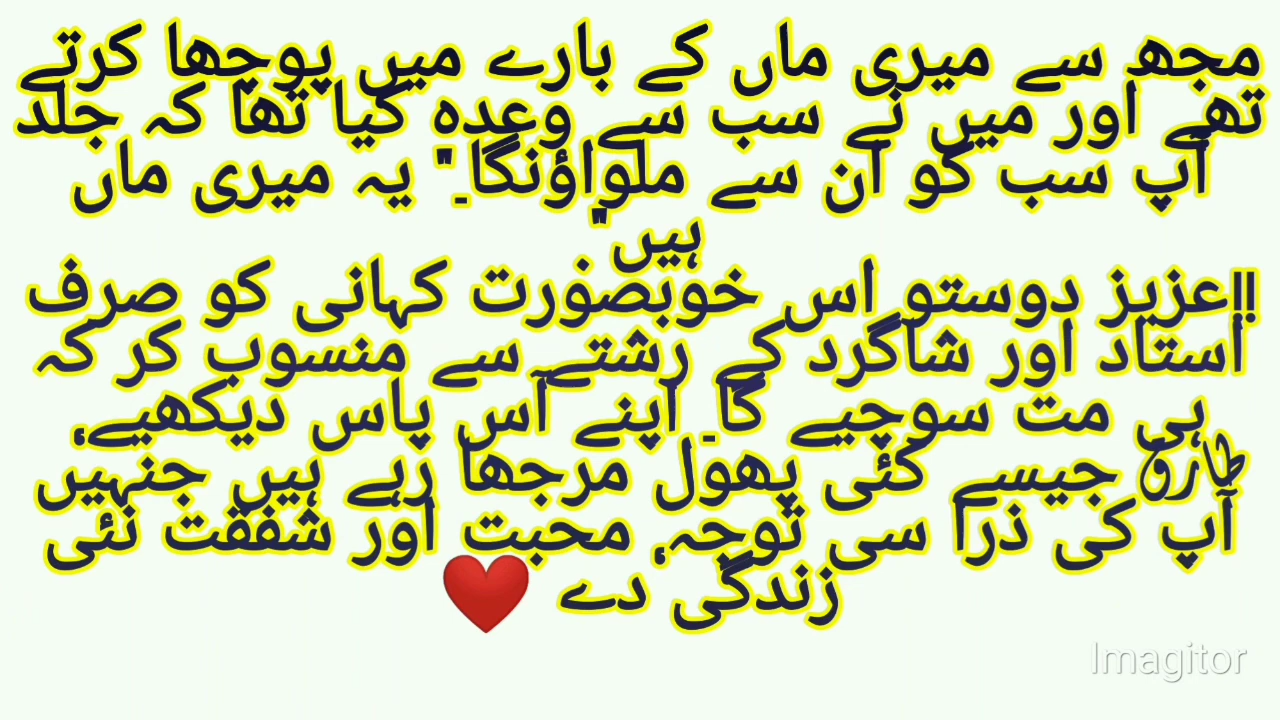 مجھ سے میری ماں کے بارے میں پوچھا کرتے
تھے اور میں نے سب سے وعدہ کیا تھا کہ جلد
آپ سب کو ان سے ملواؤنگا۔" یہ میری ماں
ہیں"
!!عزیز دوستو اس خوبصورت کہانی کو صرف
استاد اور شاگرد کے رشتے سے منسوب کر کہ
ہی مت سوچیے گا۔ اپنے آس پاس دیکھیے،
طارق جیسے کئی پھول مرجھا رہے ہیں جنہیں
آپ کی ذرا سی توجہ، محبت اور شفقت نئی
زندگی دے ❤️
Imagitor